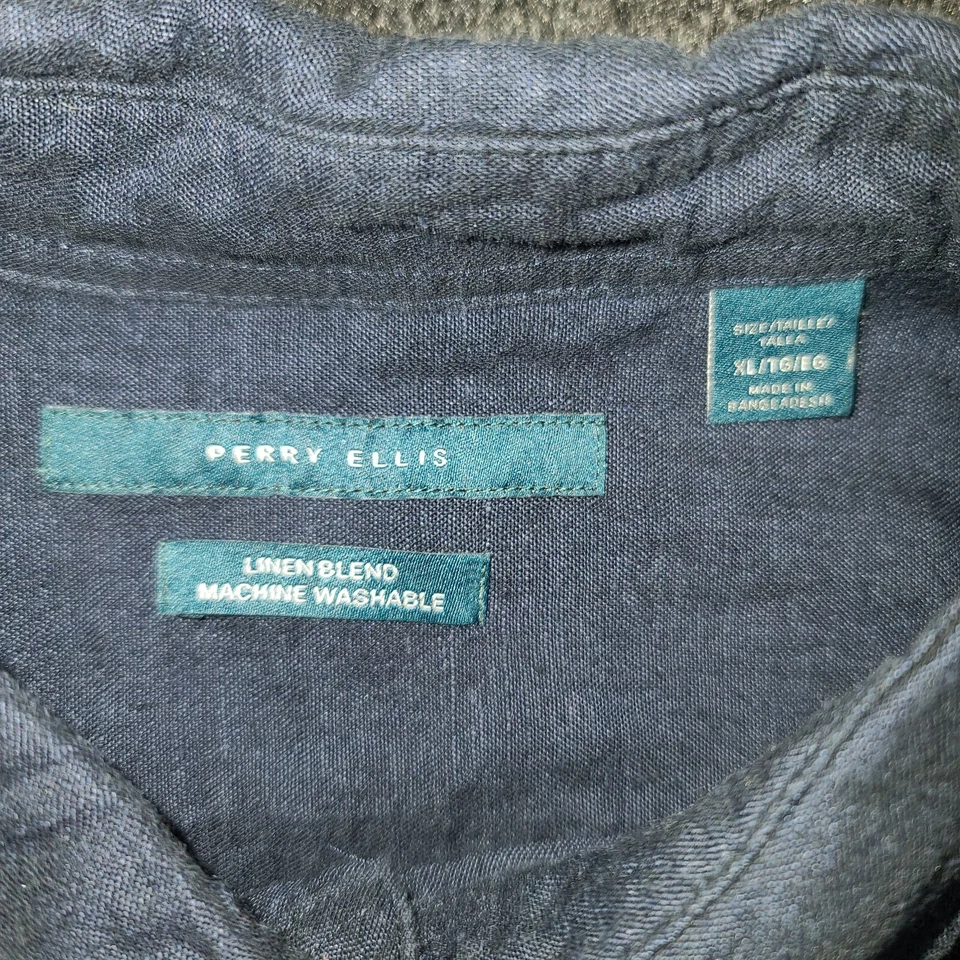 SIZE/TAILLE/
TALLA
XL/TG/EG
MADE IN
BANGLADESH
PERRY ELLIS
LINEN BLEND
MACHINE WASHABLE